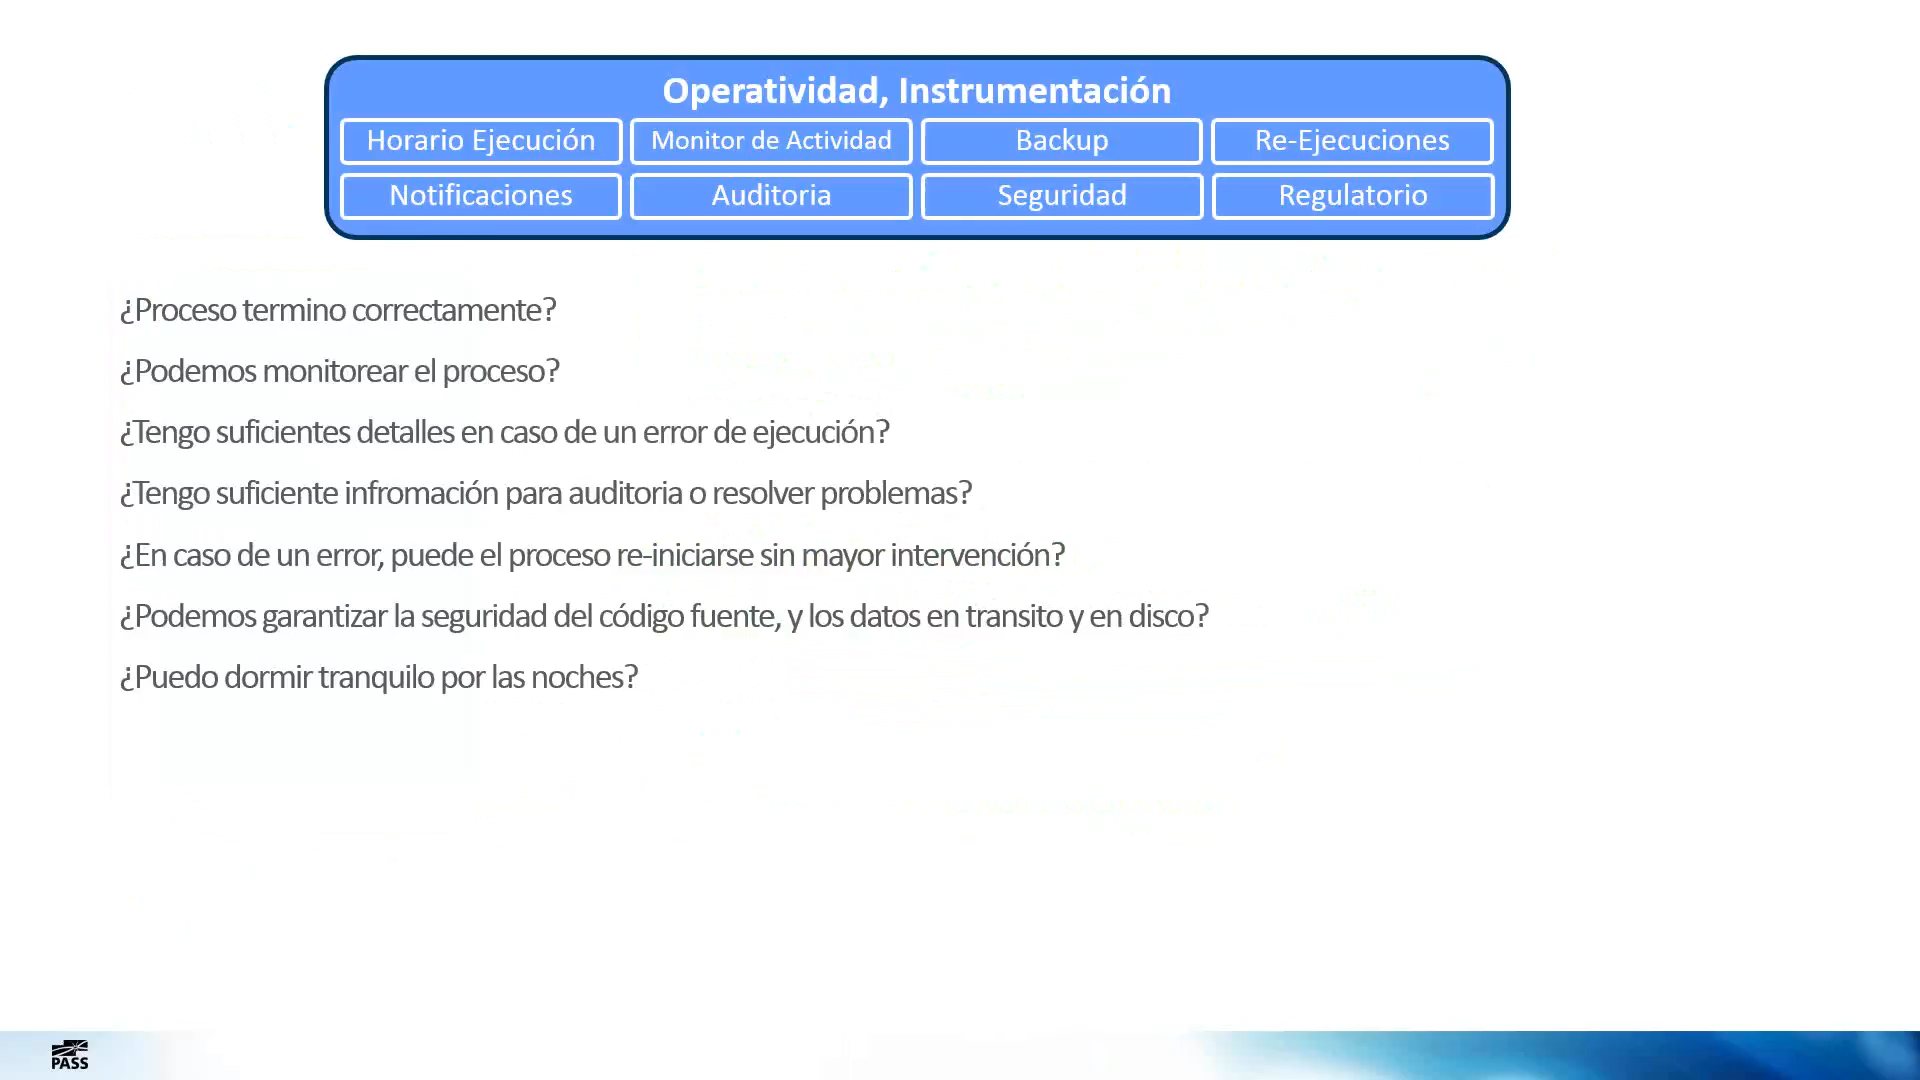 Operatividad, Instrumentación
Horario Ejecución
Monitor de Actividad
Backup
Re-Ejecuciones
Notificaciones
Auditoria
Seguridad
Regulatorio
¿Proceso termino correctamente?
¿Podemos monitorear el proceso?
¿Tengo suficientes detalles en caso de un error de ejecución?
¿Tengo suficiente infromación para auditoria o resolver problemas?
¿En caso de un error, puede el proceso re-iniciarse sin mayor intervención?
¿Podemos garantizar la seguridad del código fuente, y los datos en transito y en disco?
¿Puedo dormir tranquilo por las noches?
PASS